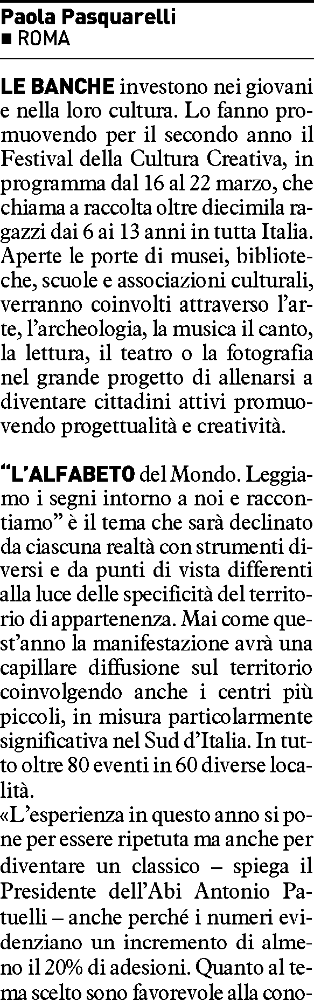 Paola Pasquarelli
■ ROMA
LE BANCHE investono nei giovani
e nella loro cultura. Lo fanno pro-
muovendo per il secondo anno il
Festival della Cultura Creativa, in
programma dal 16 al 22 marzo, che
chiama a raccolta oltre diecimila ra-
gazzi dai 6 ai 13 anni in tutta Italia.
Aperte le porte di musei, bibliote-
che, scuole e associazioni culturali,
verranno coinvolti attraverso l’ar-
te, l’archeologia, la musica il canto,
la lettura, il teatro o la fotografia
nel grande progetto di allenarsi a
diventare cittadini attivi promuo-
vendo progettualità e creatività.
“L’ALFABETO del Mondo. Leggia-
mo i segni intorno a noi e raccon-
tiamo” è il tema che sarà declinato
da ciascuna realtà con strumenti di-
versi e da punti di vista differenti
alla luce delle specificità del territo-
rio di appartenenza. Mai come que-
st’anno la manifestazione avrà una
capillare diffusione sul territorio
coinvolgendo anche i centri più
piccoli, in misura particolarmente
significativa nel Sud d’Italia. In tut-
to oltre 80 eventi in 60 diverse loca-
lità.
«L’esperienza in questo anno si po-
ne per essere ripetuta ma anche per
diventare un classico – spiega il
Presidente dell’Abi Antonio Pa-
tuelli – anche perché i numeri evi-
denziano un incremento di alme-
no il 20% di adesioni. Quanto al te-
ma scelto sono favorevole alla cono-